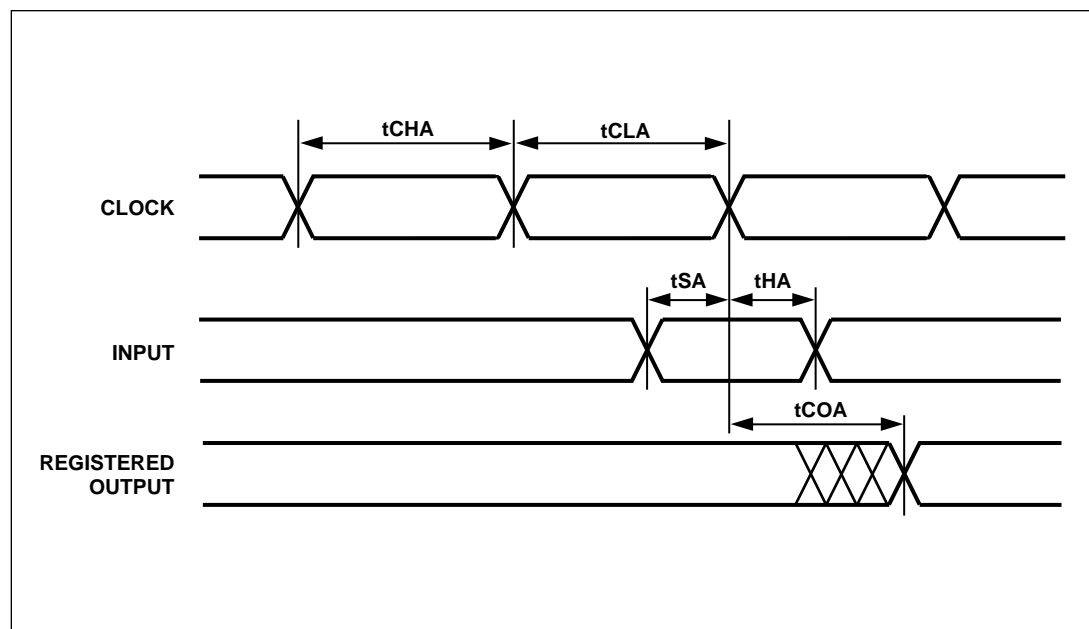 tCHA
tCLA
CLOCK
tSA
tHA
INPUT
tCOA
REGISTERED
OUTPUT